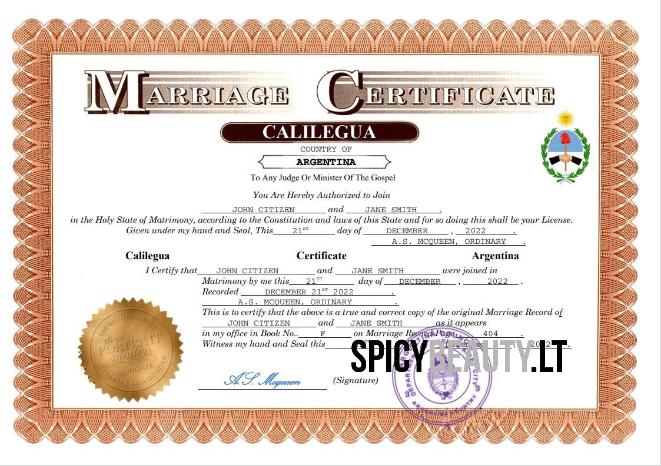 MARRIAGE CERTIFICATE
CALILEGUA
COUNTRY OF
ARGENTINA
To Any Judge Or Minister Of The Gospel
You Are Hereby Authorized to Join
JOHN CITIZEN and JANE SMITH .
in the Holy State of Matrimony, according to the Constitution and laws of this State and for so doing this shall be your License.
Given under my hand and Seal, This 21ST day of DECEMBER , 2022 .
A.S. MCQUEEN, ORDINARY .
Calilegua Certificate Argentina
I Certify that JOHN CITIZEN and JANE SMITH were joined in
Matrimony by me this 21ST day of DECEMBER , 2022 .
Recorded DECEMBER 21ST 2022 .
A.S. MCQUEEN, ORDINARY .
This is to certify that the above is a true and correct copy of the original Marriage Record of
JOHN CITIZEN and JANE SMITH as it appears
in my office in Book No.. F on Marriage Record 404 .
Witness my hand and Seal this
SPICYBEAUTY.LT
A.S. Mcqueen (Signature)